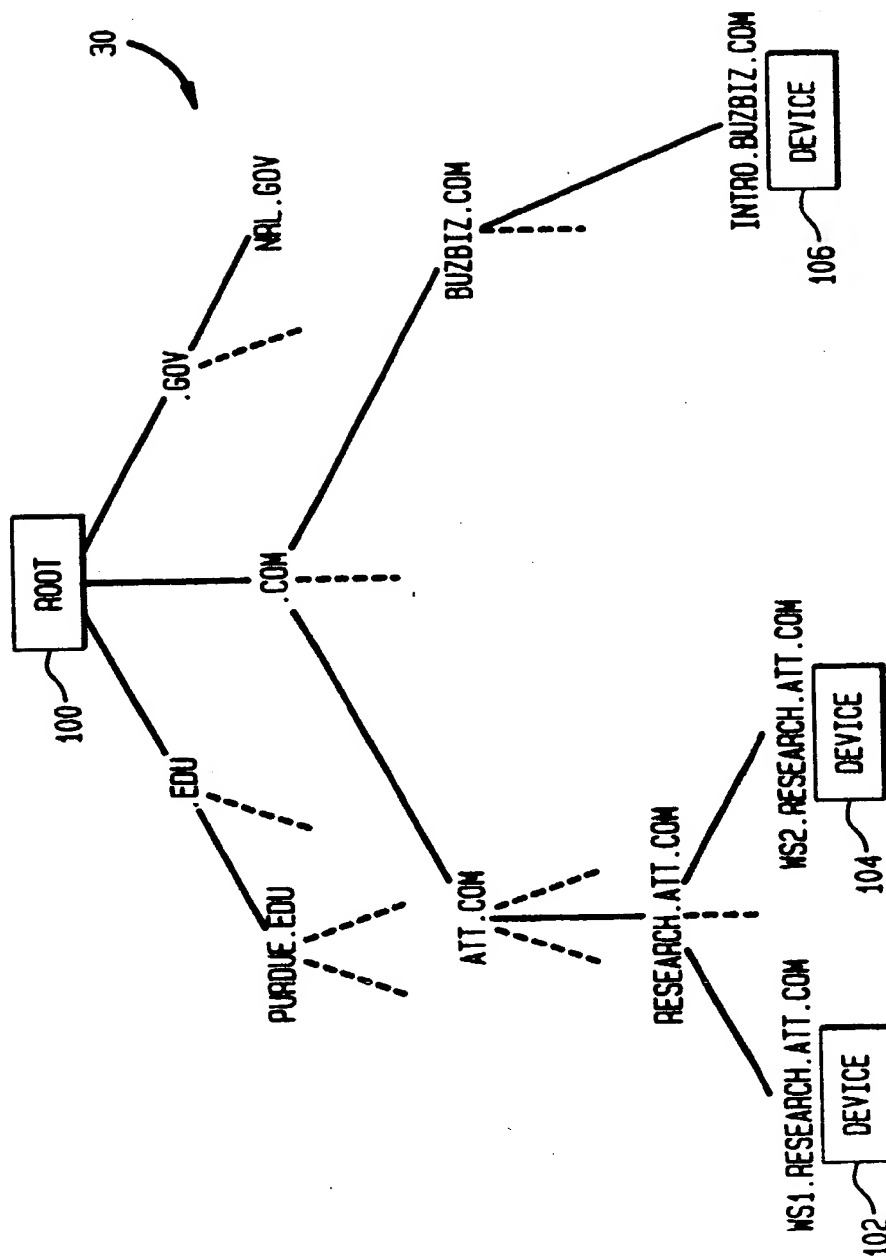 30
ROOT
100
.EDU
.GOV
PURDUE.EDU
.COM
NRL.GOV
ATT.COM
BUZBIZ.COM
RESEARCH.ATT.COM
WS1.RESEARCH.ATT.COM
DEVICE
102
WS2.RESEARCH.ATT.COM
DEVICE
104
INTRO.BUZBIZ.COM
DEVICE
106